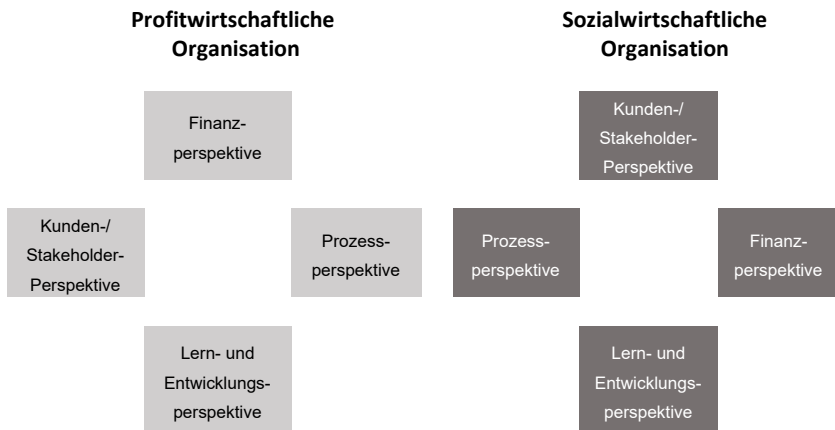 Profitwirtschaftliche
Organisation
Finanz-
perspektive
Kunden-/
Stakeholder-
Perspektive
Prozess-
perspektive
Lern- und
Entwicklungs-
perspektive
Sozialwirtschaftliche
Organisation
Kunden-/
Stakeholder-
Perspektive
Prozess-
perspektive
Finanz-
perspektive
Lern- und
Entwicklungs-
perspektive